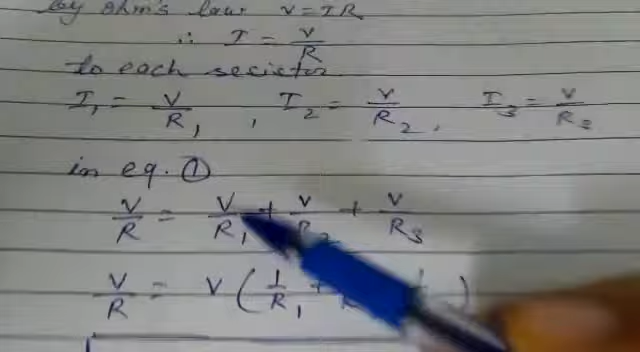 by ohm's law V = IR
∴ I = V/R
to each resistor
I₁ = V/R₁ , I₂ = V/R₂ , I₃ = V/R₃
in eq. ①
V/R = V/R₁ + V/R₂ + V/R₃
V/R = V ( 1/R₁ +